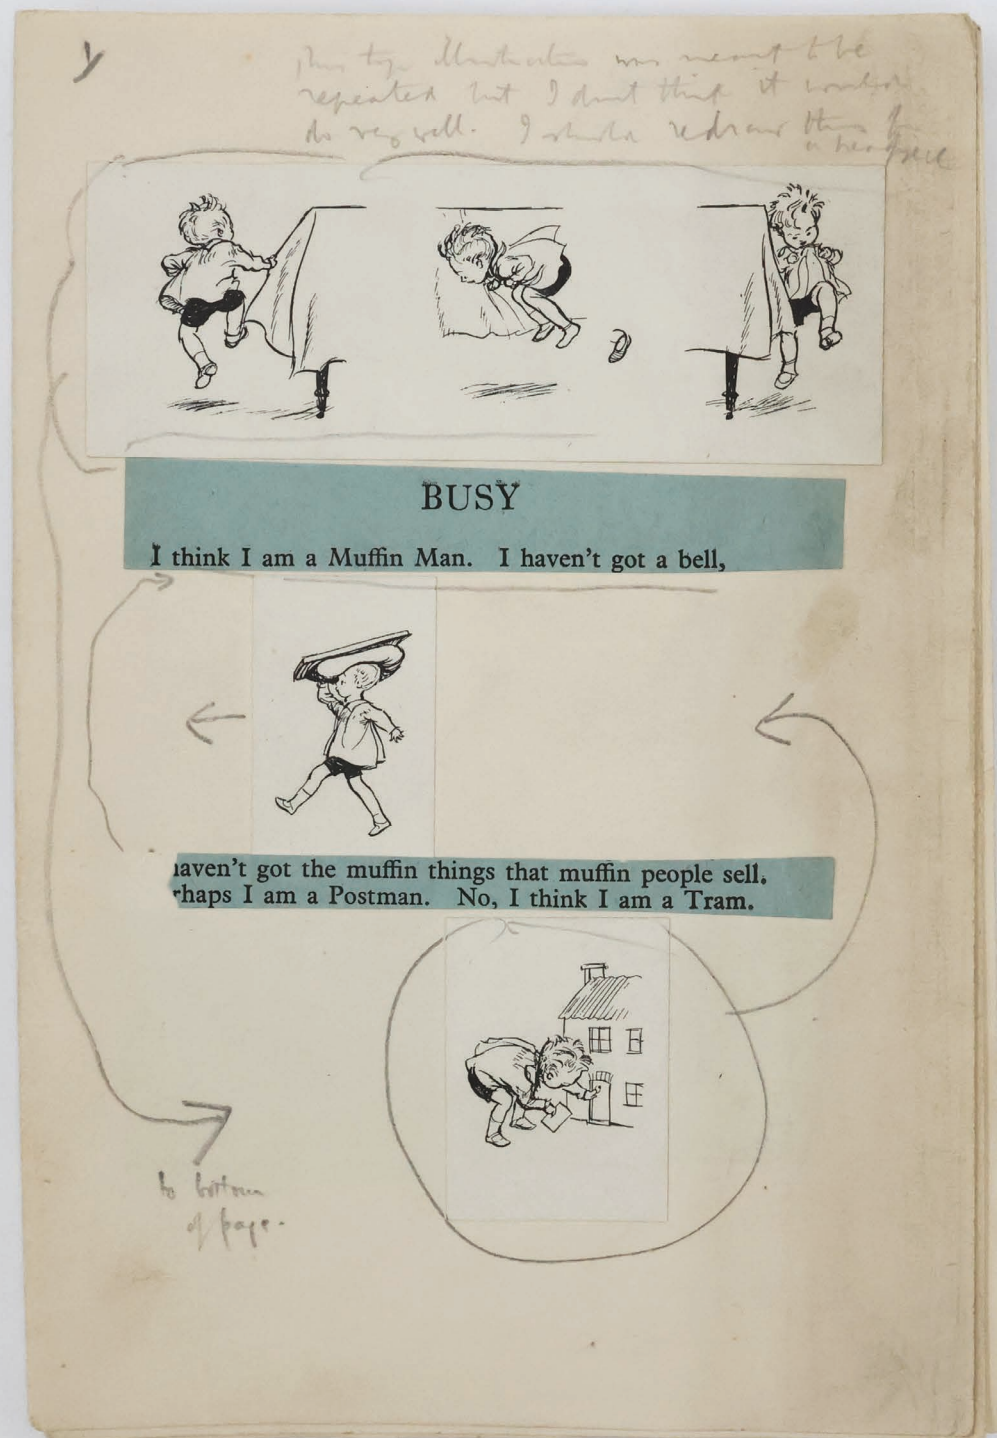 This top illustration was meant to be
repeated but I don't think it would
do very well. I should redraw this for
a headpiece
BUSY
I think I am a Muffin Man. I haven't got a bell,
aven't got the muffin things that muffin people sell.
rhaps I am a Postman. No, I think I am a Tram.
to bottom
of page.